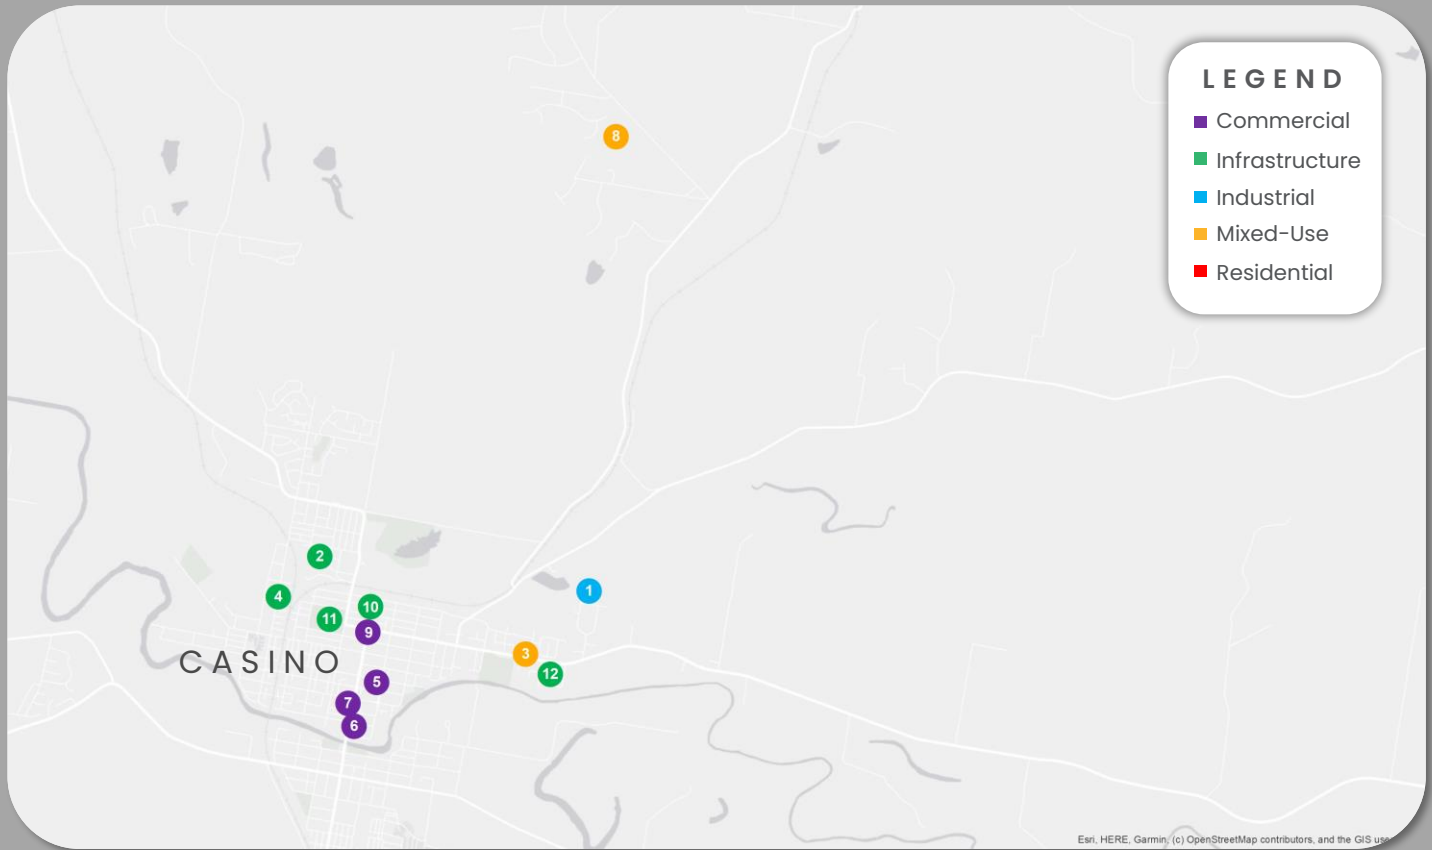 LEGEND
Commercial
Infrastructure
Industrial
Mixed-Use
Residential
8
2
1
4
10
11
9
CASINO
3
12
5
7
6
Esri, HERE, Garmin, (c) OpenStreetMap contributors, and the GIS